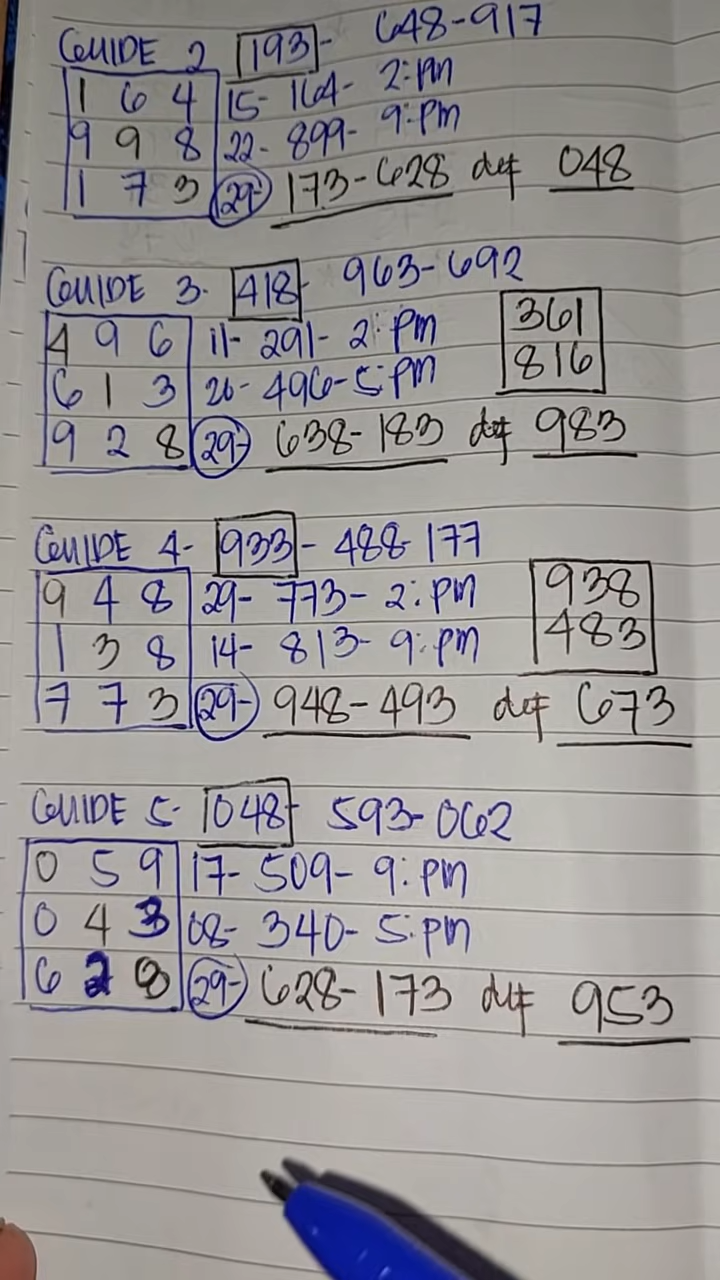 GUIDE 2 193- 648-917
1 6 4 15- 164- 2:PM
9 9 8 22- 899- 9:PM
1 7 3 29- 173-628 def 048
GUIDE 3. 418- 963-692
4 9 6 11- 291- 2:PM 361
6 1 3 26- 496-5:PM 816
9 2 8 29- 638-183 def 983
GUIDE 4- 933- 488-177
9 4 8 29- 773- 2:PM 938
1 3 8 14- 813- 9:PM 483
7 7 3 29- 948-493 def 673
GUIDE 5- 048- 593-062
0 5 9 17- 509- 9:PM
0 4 3 08- 340- 5:PM
6 2 8 29- 628-173 def 953